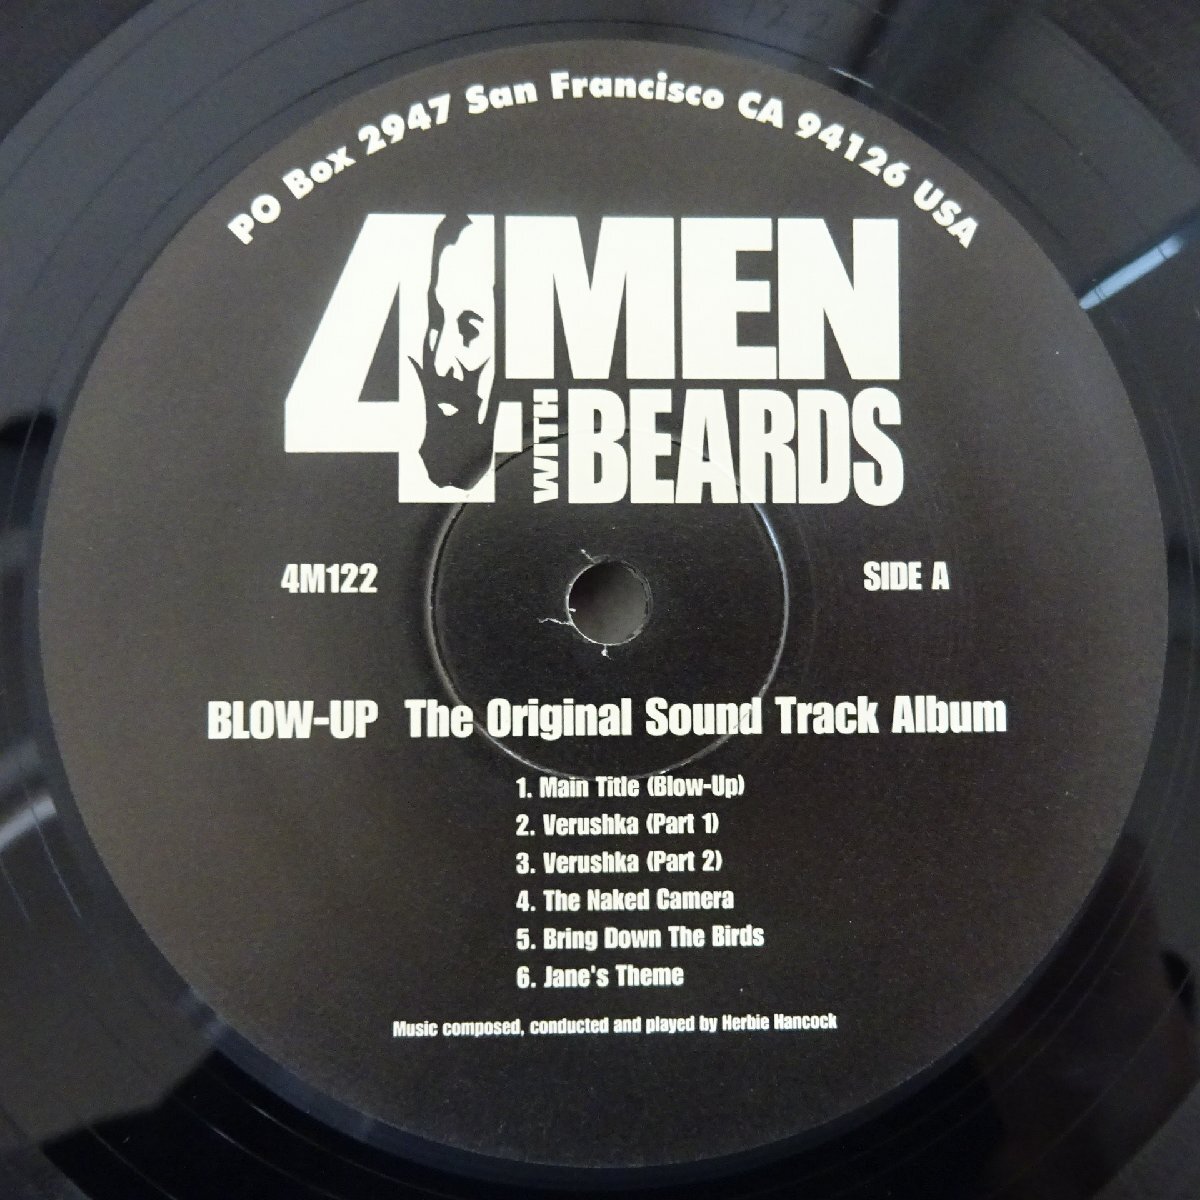 PO Box 2947 San Francisco CA 94126 USA
4 MEN
WITH BEARDS
4M122
SIDE A
BLOW-UP The Original Sound Track Album
1. Main Title (Blow-Up)
2. Verushka (Part 1)
3. Verushka (Part 2)
4. The Naked Camera
5. Bring Down The Birds
6. Jane's Theme
Music composed, conducted and played by Herbie Hancock